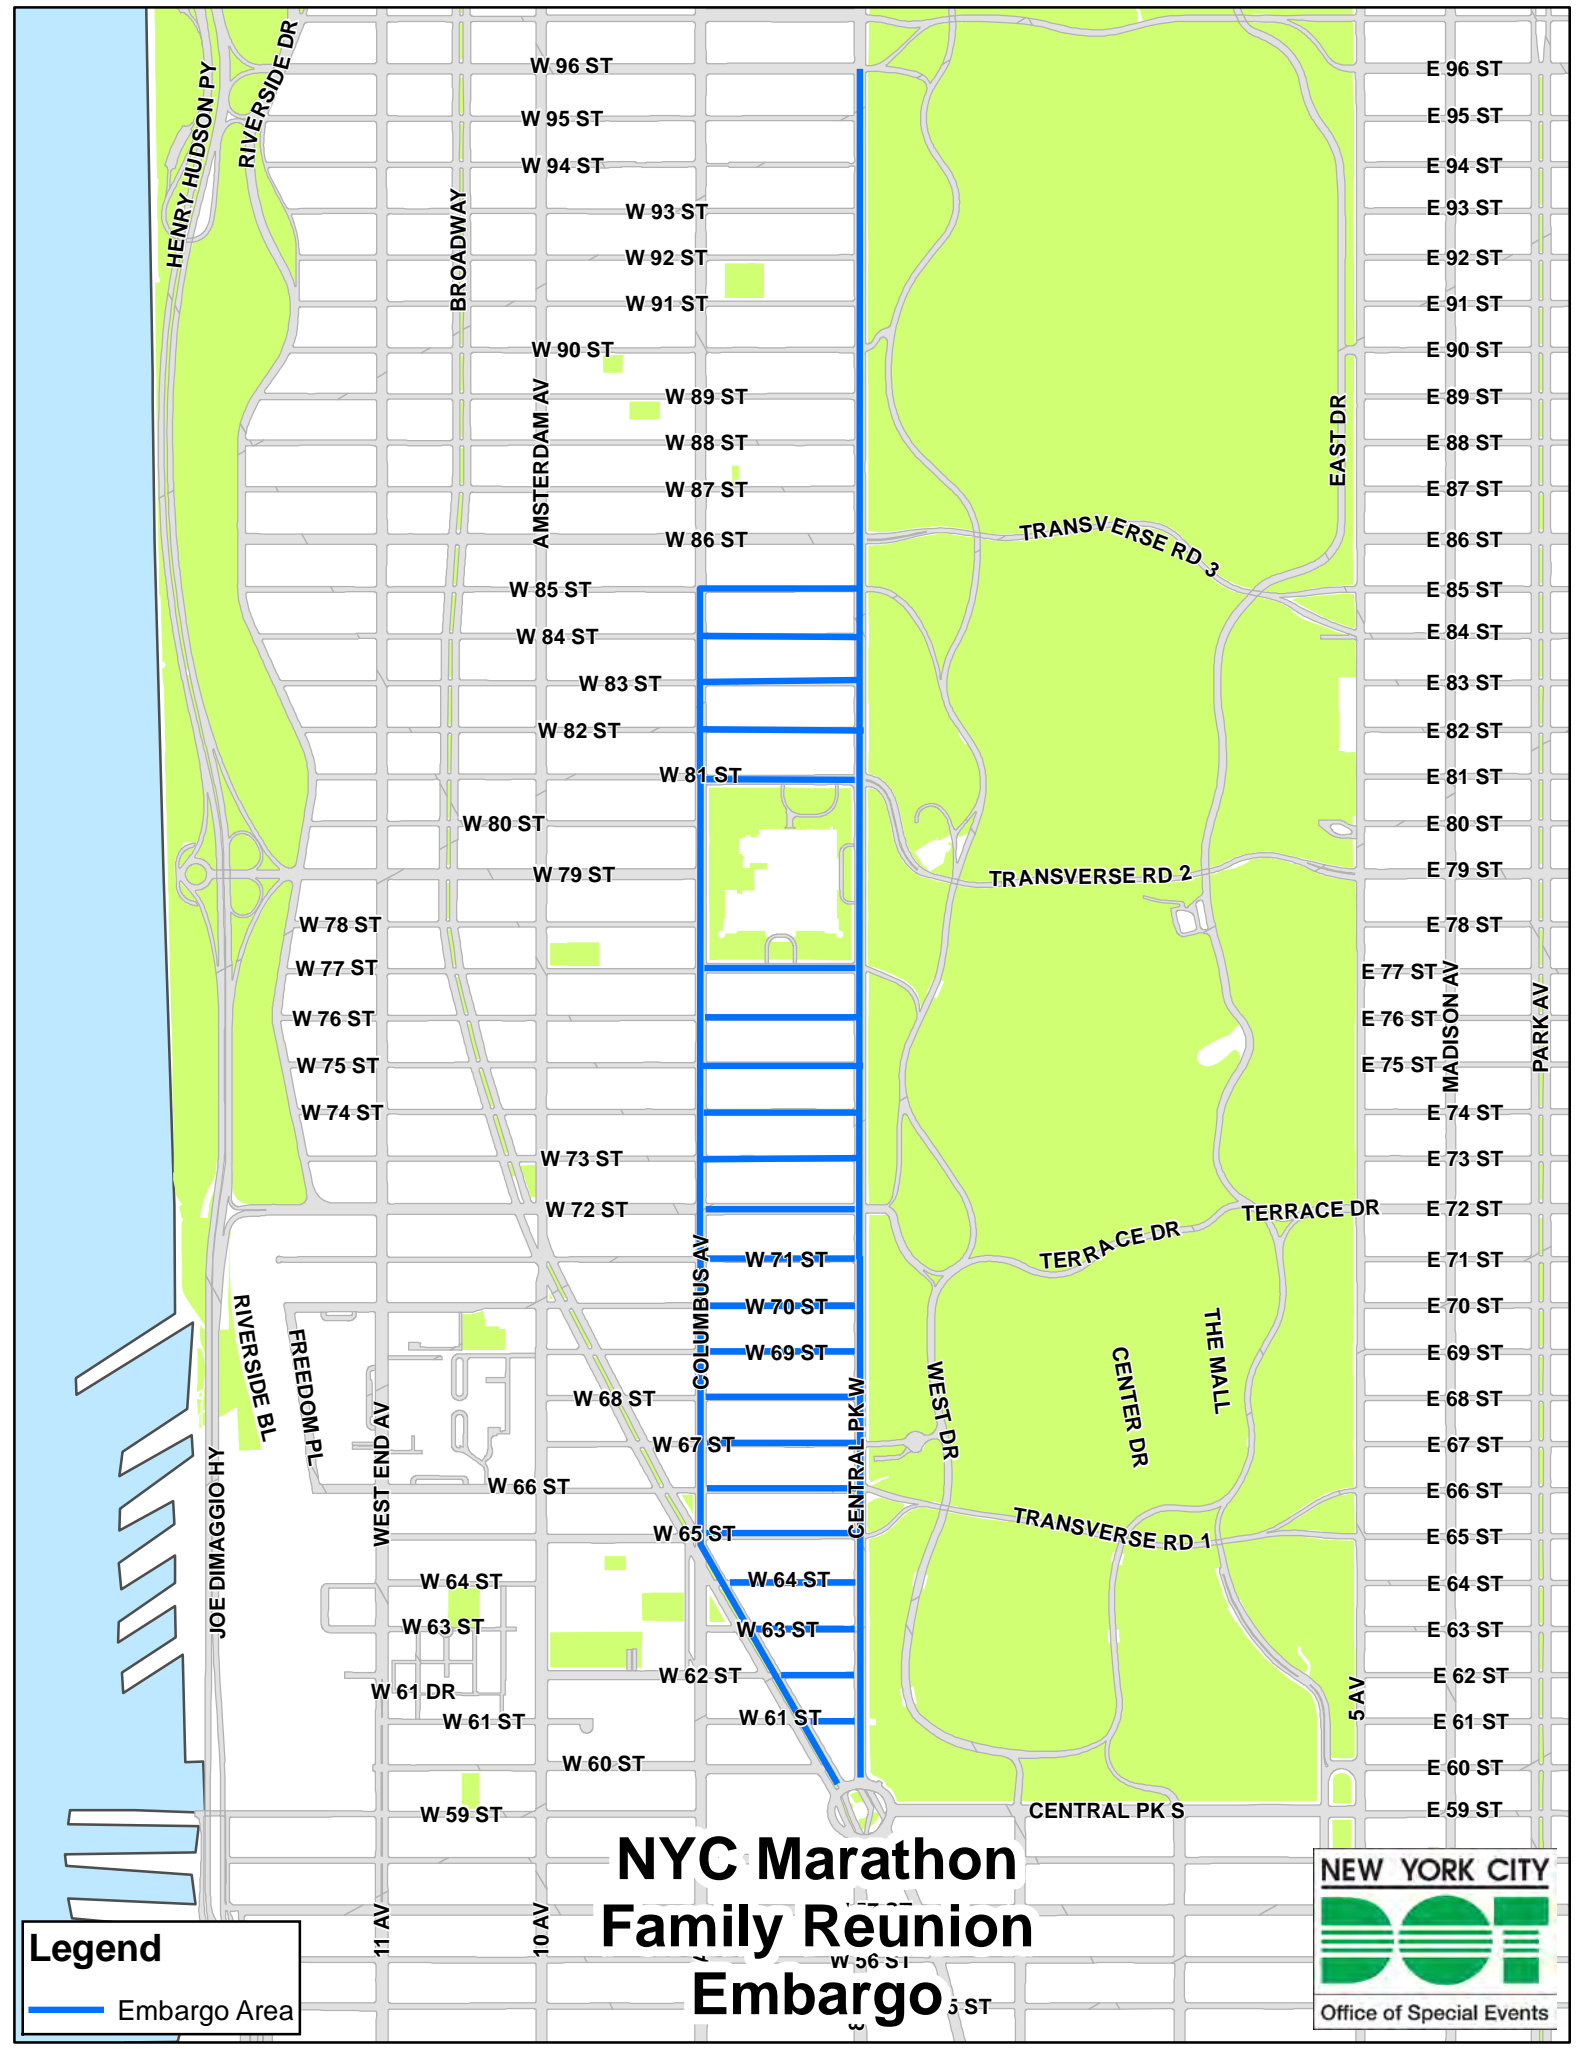 W 96 ST
E 96 ST
W 95 ST
E 95 ST
W 94 ST
E 94 ST
W 93 ST
E 93 ST
W 92 ST
E 92 ST
W 91 ST
E 91 ST
W 90 ST
E 90 ST
W 89 ST
E 89 ST
W 88 ST
E 88 ST
W 87 ST
E 87 ST
W 86 ST
E 86 ST
W 85 ST
E 85 ST
W 84 ST
E 84 ST
W 83 ST
E 83 ST
W 82 ST
E 82 ST
W 81 ST
E 81 ST
W 80 ST
E 80 ST
W 79 ST
E 79 ST
W 78 ST
E 78 ST
W 77 ST
E 77 ST
W 76 ST
E 76 ST
W 75 ST
E 75 ST
W 74 ST
E 74 ST
W 73 ST
E 73 ST
W 72 ST
E 72 ST
W 71 ST
E 71 ST
W 70 ST
E 70 ST
W 69 ST
E 69 ST
W 68 ST
E 68 ST
W 67 ST
E 67 ST
W 66 ST
E 66 ST
W 65 ST
E 65 ST
W 64 ST
W 64 ST
E 64 ST
W 63 ST
W 63 ST
E 63 ST
W 62 ST
E 62 ST
W 61 DR
W 61 ST
W 61 ST
E 61 ST
W 60 ST
E 60 ST
W 59 ST
CENTRAL PK S
E 59 ST
HENRY HUDSON PY
RIVERSIDE DR
BROADWAY
AMSTERDAM AV
EAST DR
TRANSVERSE RD 3
TRANSVERSE RD 2
MADISON AV
PARK AV
TERRACE DR
TERRACE DR
COLUMBUS AV
RIVERSIDE BL
FREEDOM PL
WEST END AV
JOE DIMAGGIO HY
CENTRAL PK W
WEST DR
CENTER DR
THE MALL
TRANSVERSE RD 1
5 AV
11 AV
10 AV
NYC Marathon
Family Reunion
Embargo
W 56 ST
5 ST
Legend
Embargo Area
NEW YORK CITY
DOT
Office of Special Events